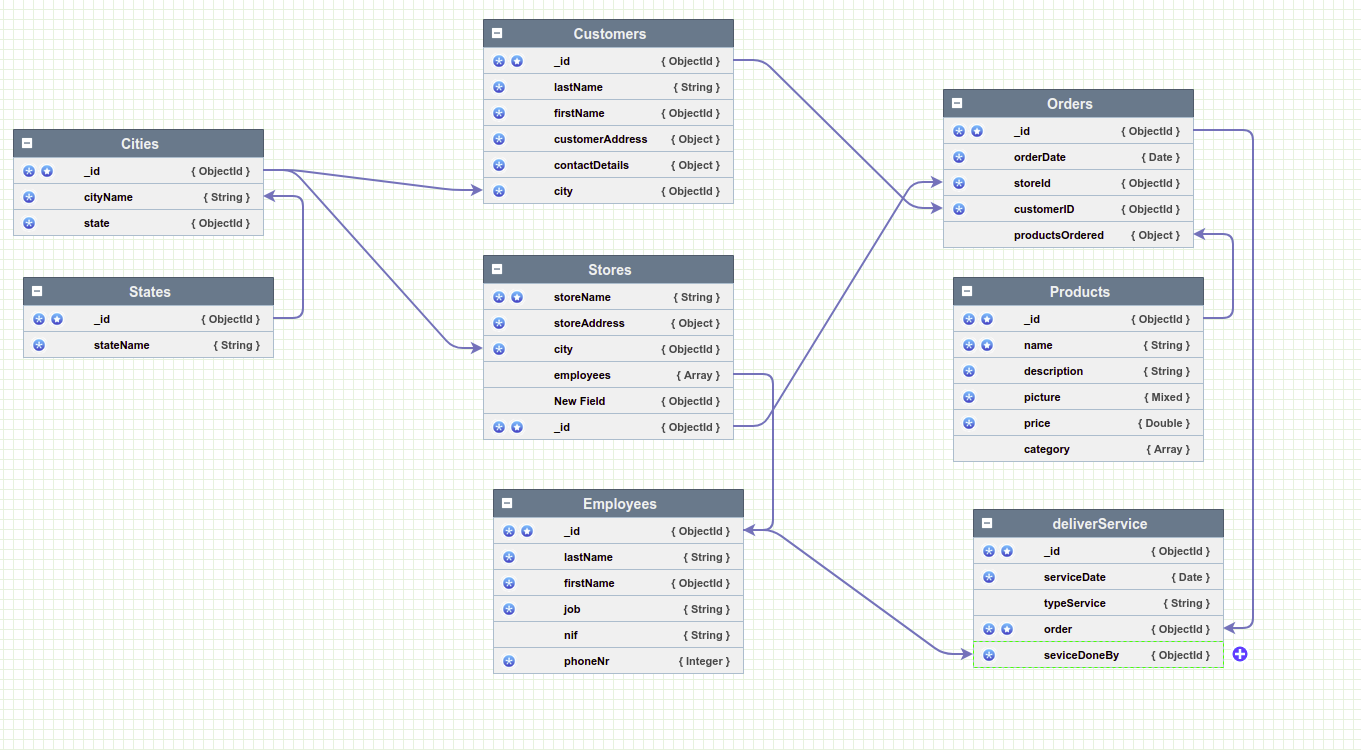 Customers
_id { ObjectId }
lastName { String }
firstName { ObjectId }
customerAddress { Object }
contactDetails { Object }
city { ObjectId }
Orders
_id { ObjectId }
orderDate { Date }
storeId { ObjectId }
customerID { ObjectId }
productsOrdered { Object }
Cities
_id { ObjectId }
cityName { String }
state { ObjectId }
States
_id { ObjectId }
stateName { String }
Stores
storeName { String }
storeAddress { Object }
city { ObjectId }
employees { Array }
New Field { ObjectId }
_id { ObjectId }
Products
_id { ObjectId }
name { String }
description { String }
picture { Mixed }
price { Double }
category { Array }
Employees
_id { ObjectId }
lastName { String }
firstName { ObjectId }
job { String }
nif { String }
phoneNr { Integer }
deliverService
_id { ObjectId }
serviceDate { Date }
typeService { String }
order { ObjectId }
seviceDoneBy { ObjectId }